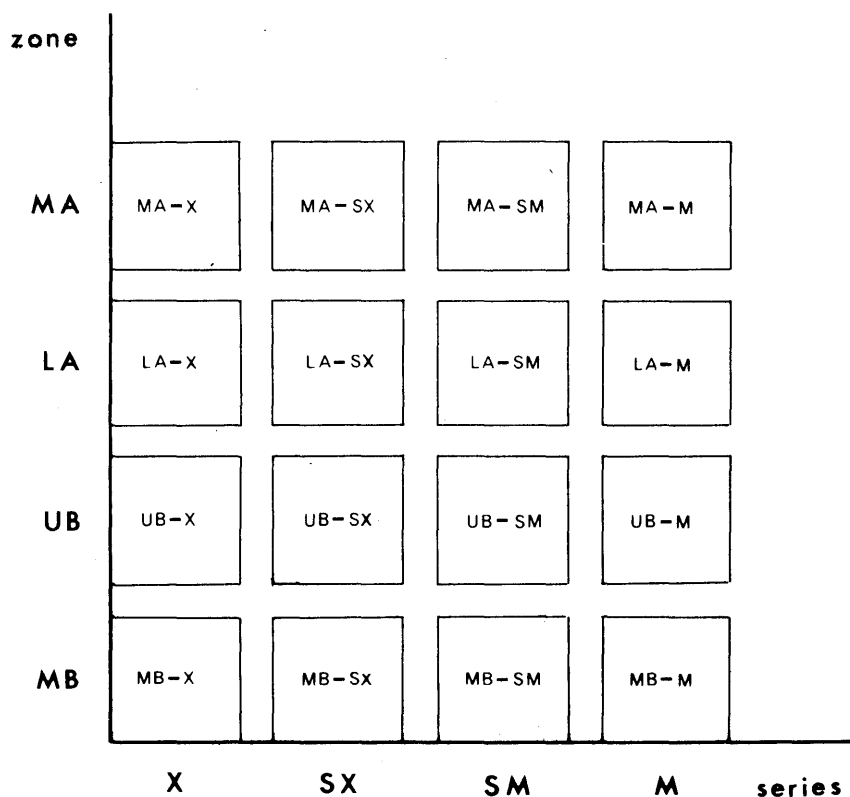 zone
MA MA-X MA-SX MA-SM MA-M
LA LA-X LA-SX LA-SM LA-M
UB UB-X UB-SX UB-SM UB-M
MB MB-X MB-SX MB-SM MB-M
X SX SM M series